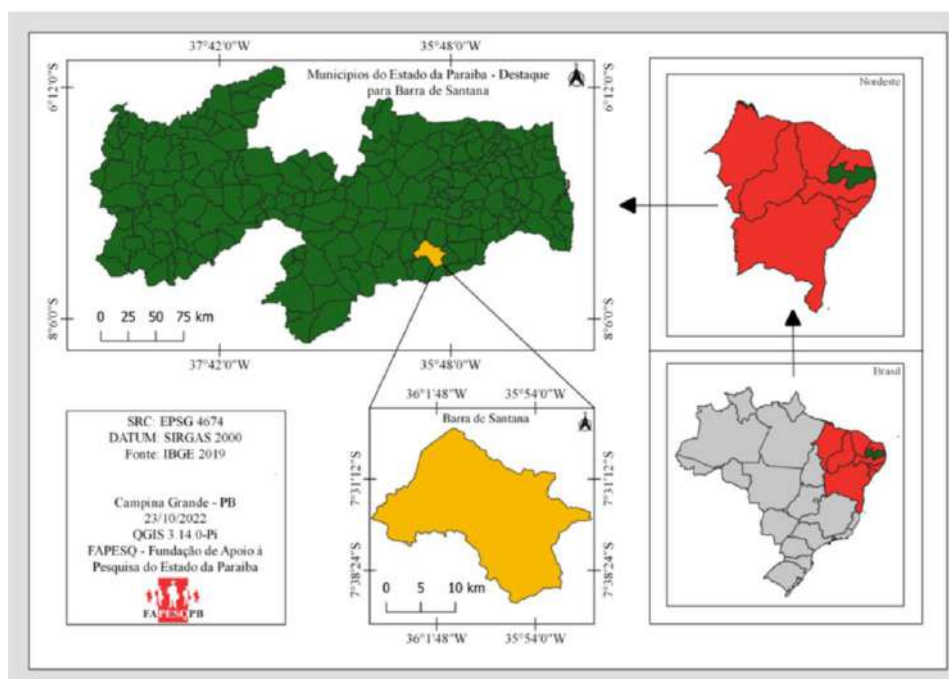 37°42'0"W
35°48'0"W
Municipios do Estado da Paraiba - Destaque
para Barra de Santana
6°12'0"S
6°12'0"S
8°6'0"S
8°6'0"S
0 25 50 75 km
37°42'0"W
35°48'0"W
Nordeste
Brasil
36°1'48"W
35°54'0"W
Barra de Santana
7°31'12"S
7°31'12"S
7°38'24"S
7°38'24"S
0 5 10 km
36°1'48"W
35°54'0"W
SRC: EPSG 4674
DATUM: SIRGAS 2000
Fonte: IBGE 2019
Campina Grande - PB
23/10/2022
QGIS 3.14.0-Pi
FAPESQ - Fundação de Apoio à
Pesquisa do Estado da Paraiba
FAPESQPB